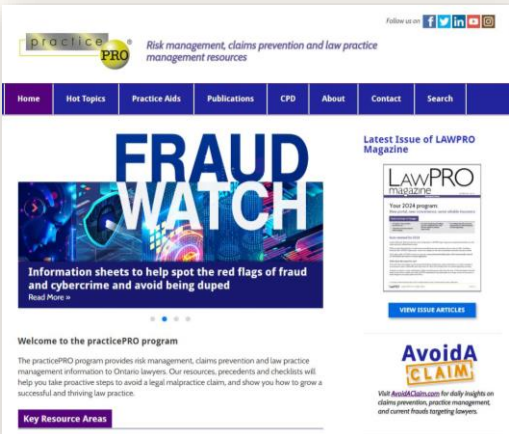 Follow us on
practice PRO®
Risk management, claims prevention and law practice
management resources
Home Hot Topics Practice Aids Publications CPD About Contact Search
FRAUD
WATCH
Information sheets to help spot the red flags of fraud
and cybercrime and avoid being duped
Read More »
Welcome to the practicePRO program
The practicePRO program provides risk management, claims prevention and law practice
management information to Ontario lawyers. Our resources, precedents and checklists will
help you take proactive steps to avoid a legal malpractice claim, and show you how to grow a
successful and thriving law practice.
Key Resource Areas
Latest Issue of LAWPRO
Magazine
LAWPRO
magazine
Your 2024 program:
VIEW ISSUE ARTICLES
AvoidA
CLAIM
Visit AvoidAClaim.com for daily insights on
claims prevention, practice management,
and current frauds targeting lawyers.